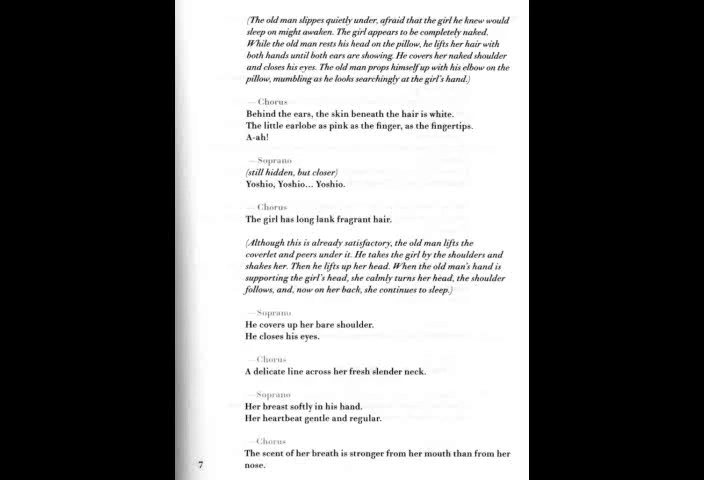 (The old man slippes quietly under, afraid that the girl he knew would
sleep on might awaken. The girl appears to be completely naked.
While the old man rests his head on the pillow, he lifts her hair with
both hands until both ears are showing. He covers her naked shoulder
and closes his eyes. The old man props himself up with his elbow on the
pillow, mumbling as he looks searchingly at the girl's hand.)
—Chorus
Behind the ears, the skin beneath the hair is white.
The little earlobe as pink as the finger, as the fingertips.
A-ah!
—Soprano
(still hidden, but closer)
Yoshio, Yoshio... Yoshio.
—Chorus
The girl has long lank fragrant hair.
(Although this is already satisfactory, the old man lifts the
coverlet and peers under it. He takes the girl by the shoulders and
shakes her. Then he lifts up her head. When the old man's hand is
supporting the girl's head, she calmly turns her head, the shoulder
follows, and, now on her back, she continues to sleep.)
—Soprano
He covers up her bare shoulder.
He closes his eyes.
—Chorus
A delicate line across her fresh slender neck.
—Soprano
Her breast softly in his hand.
Her heartbeat gentle and regular.
—Chorus
The scent of her breath is stronger from her mouth than from her
nose.
7